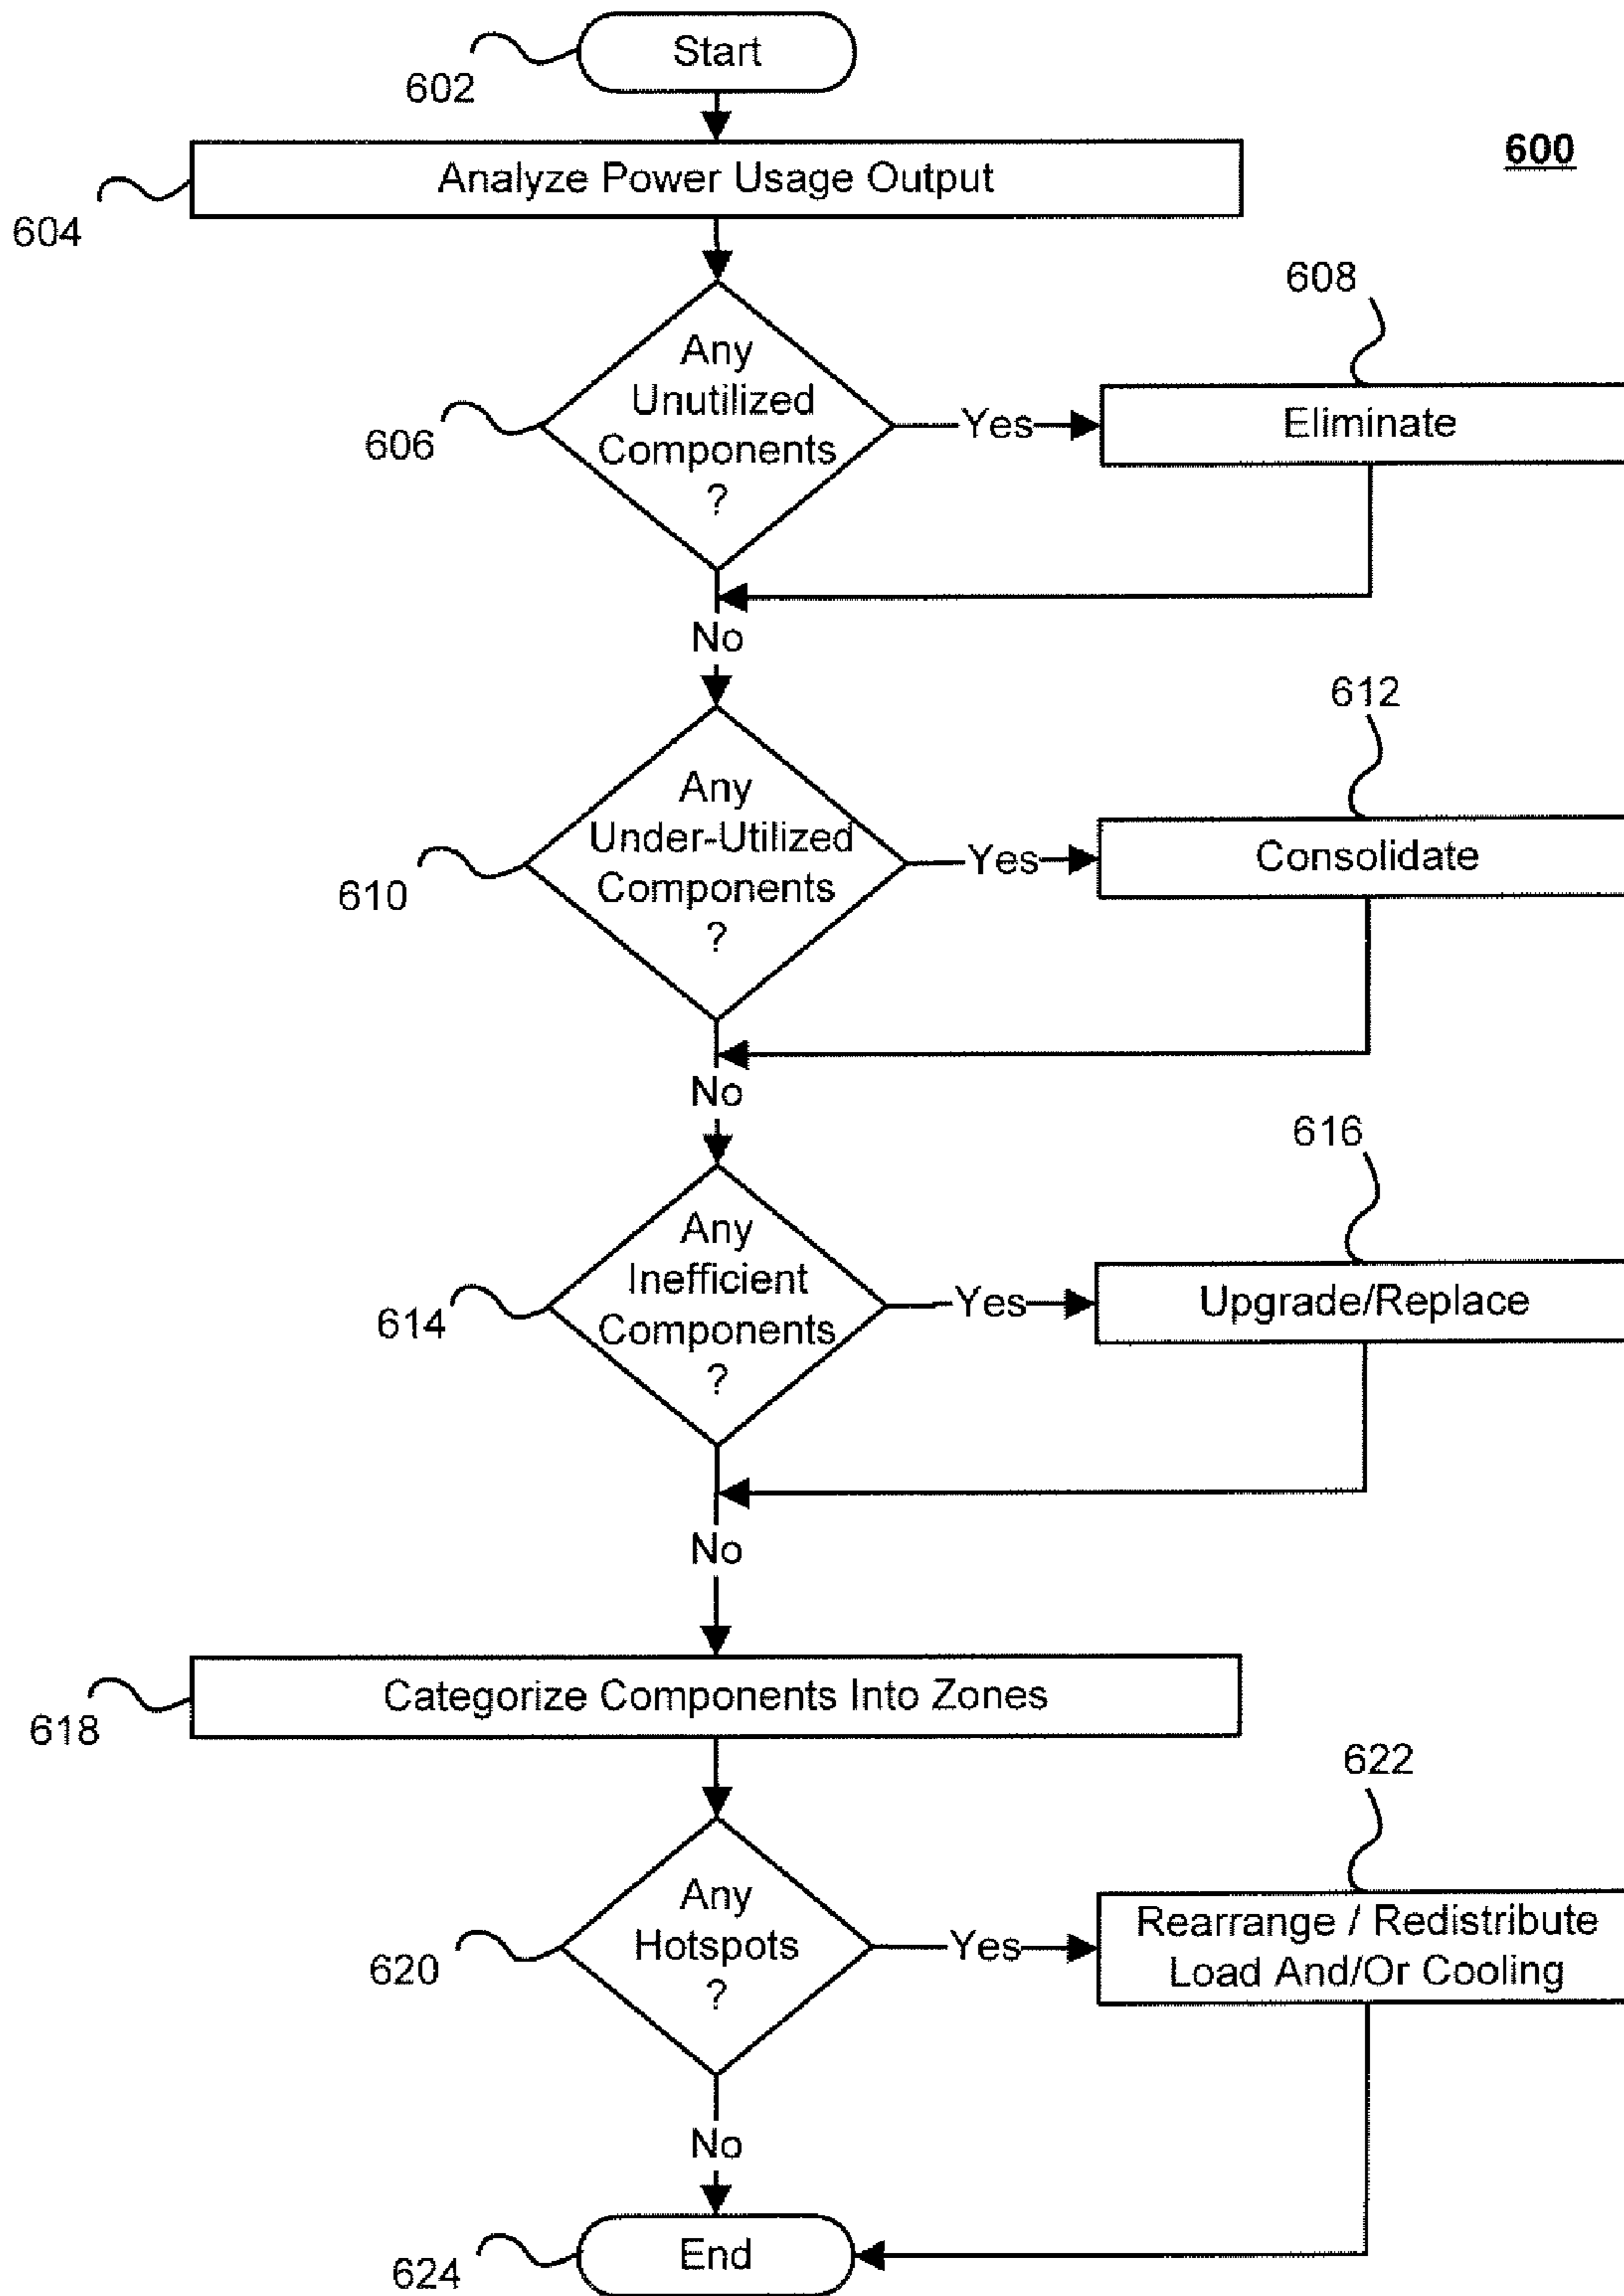 Start
602
600
Analyze Power Usage Output
604
608
Any
Unutilized
Components
?
606
Yes
Eliminate
No
612
Any
Under-Utilized
Components
?
610
Yes
Consolidate
No
616
Any
Inefficient
Components
?
614
Yes
Upgrade/Replace
No
Categorize Components Into Zones
618
622
Any
Hotspots
?
620
Yes
Rearrange / Redistribute
Load And/Or Cooling
No
End
624